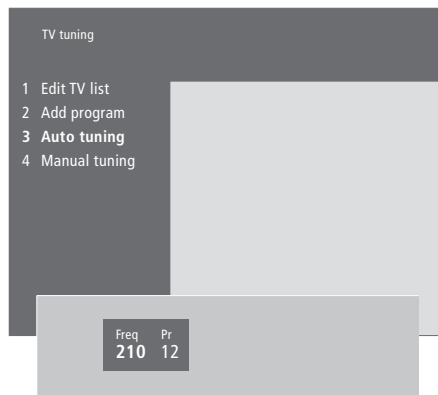 TV tuning
1 Edit TV list
2 Add program
3 Auto tuning
4 Manual tuning
Freq Pr
210 12